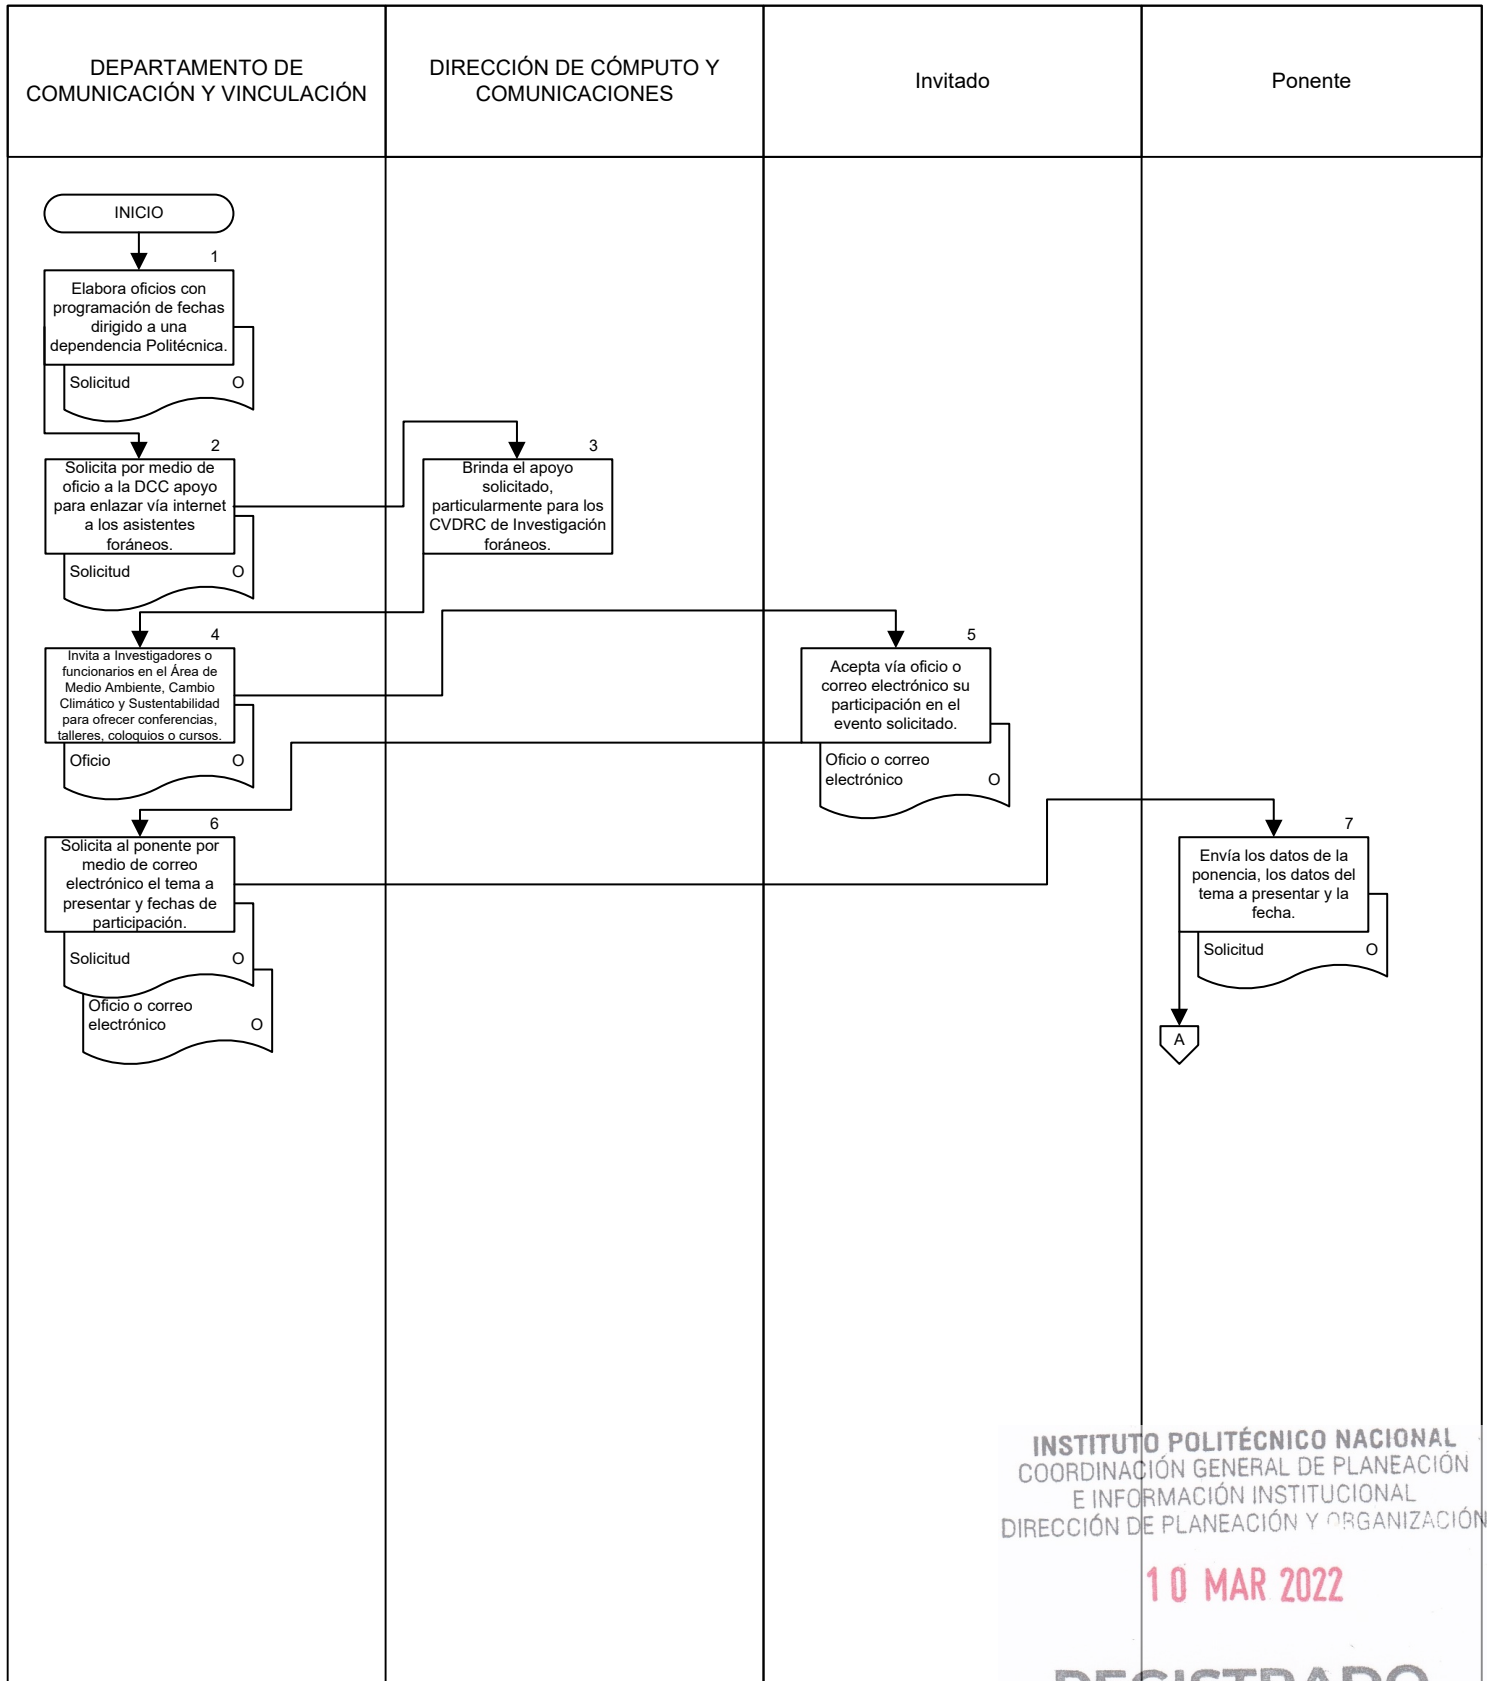 DEPARTAMENTO DE
COMUNICACIÓN Y VINCULACIÓN
DIRECCIÓN DE CÓMPUTO Y
COMUNICACIONES
Invitado
Ponente
INICIO
1
Elabora oficios con
programación de fechas
dirigido a una
dependencia Politécnica.
Solicitud O
2
Solicita por medio de
oficio a la DCC apoyo
para enlazar vía internet
a los asistentes
foráneos.
Solicitud O
3
Brinda el apoyo
solicitado,
particularmente para los
CVDRC de Investigación
foráneos.
4
Invita a Investigadores o
funcionarios en el Área de
Medio Ambiente, Cambio
Climático y Sustentabilidad
para ofrecer conferencias,
talleres, coloquios o cursos.
Oficio O
5
Acepta vía oficio o
correo electrónico su
participación en el
evento solicitado.
Oficio o correo
electrónico O
6
Solicita al ponente por
medio de correo
electrónico el tema a
presentar y fechas de
participación.
Solicitud O
Oficio o correo
electrónico O
7
Envía los datos de la
ponencia, los datos del
tema a presentar y la
fecha.
Solicitud O
A
INSTITUTO POLITÉCNICO NACIONAL
COORDINACIÓN GENERAL DE PLANEACIÓN
E INFORMACIÓN INSTITUCIONAL
DIRECCIÓN DE PLANEACIÓN Y ORGANIZACIÓN
10 MAR 2022
REGISTRADO